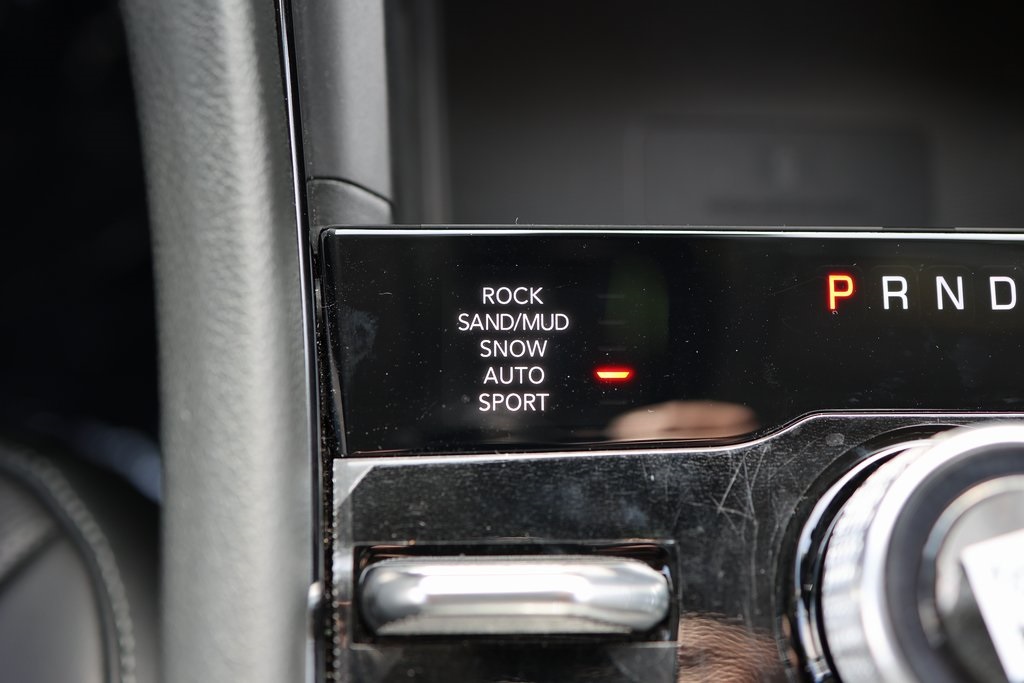 ROCK
SAND/MUD
SNOW
AUTO
SPORT
P R N D